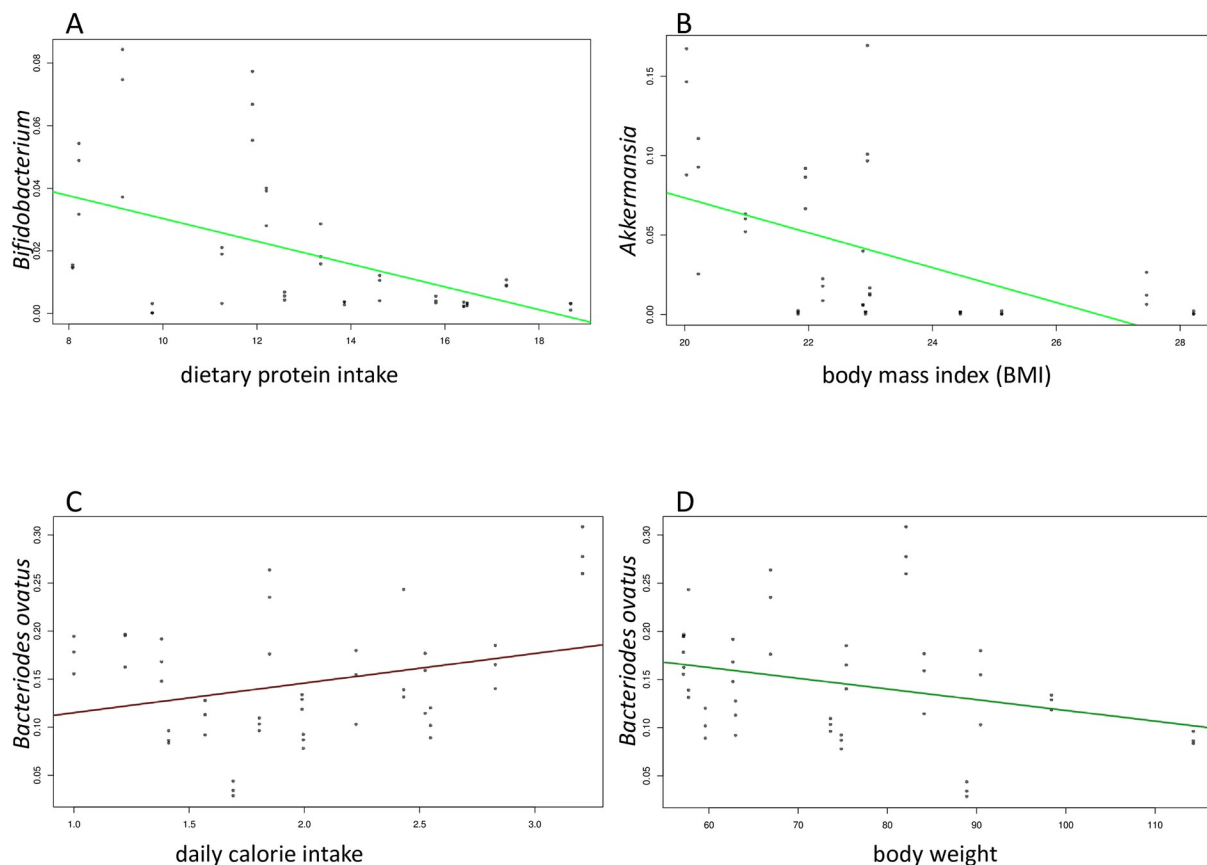 A
Bifidobacterium
0.00 0.02 0.04 0.06 0.08
8 10 12 14 16 18
dietary protein intake
B
Akkermansia
0.00 0.05 0.10 0.15
20 22 24 26 28
body mass index (BMI)
C
Bacteriodes ovatus
0.05 0.10 0.15 0.20 0.25 0.30
1.0 1.5 2.0 2.5 3.0
daily calorie intake
D
Bacteriodes ovatus
0.05 0.10 0.15 0.20 0.25 0.30
60 70 80 90 100 110
body weight